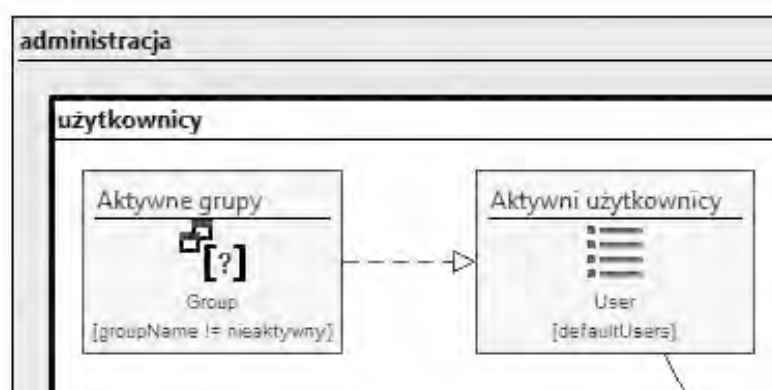 administracja
użytkownicy
Aktywne grupy
[?]
Group
[groupName != nieaktywny]
Aktywni użytkownicy
User
[defaultUsers]